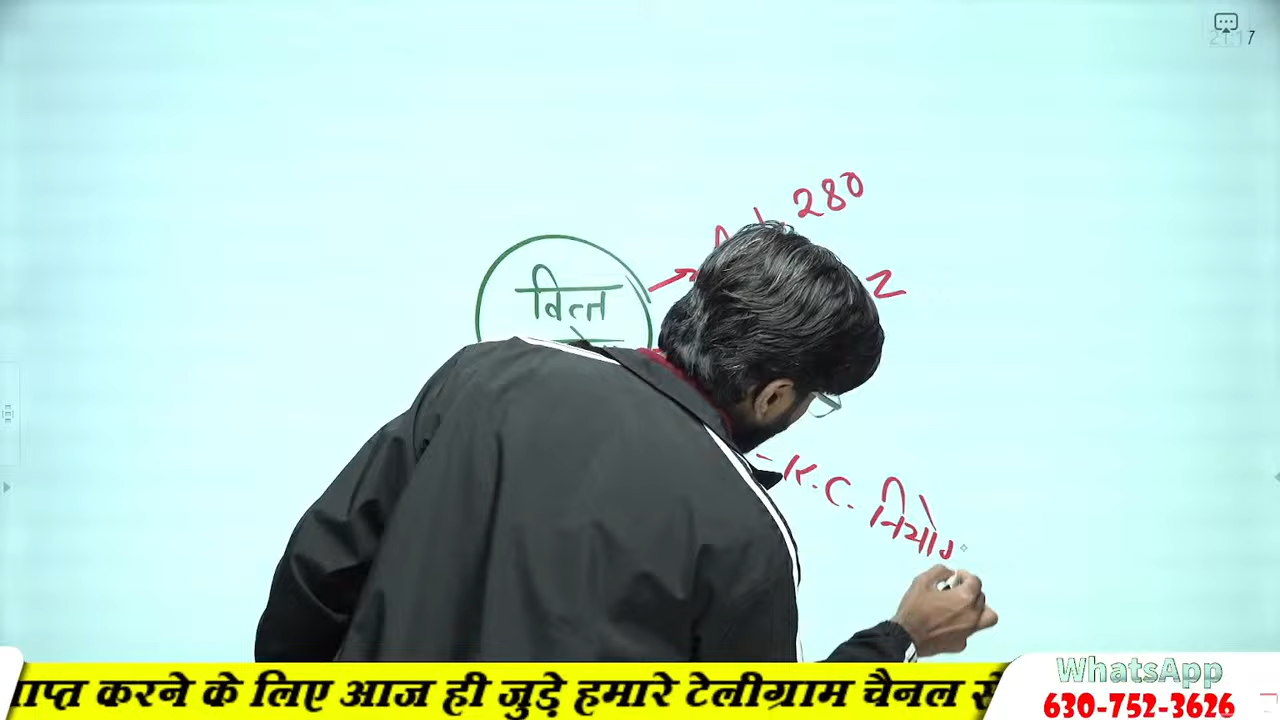 280
वित्त
- K.C. नियो
ाप्त करने के लिए आज ही जुड़े हमारे टेलीग्राम चैनल से
WhatsApp
630-752-3626